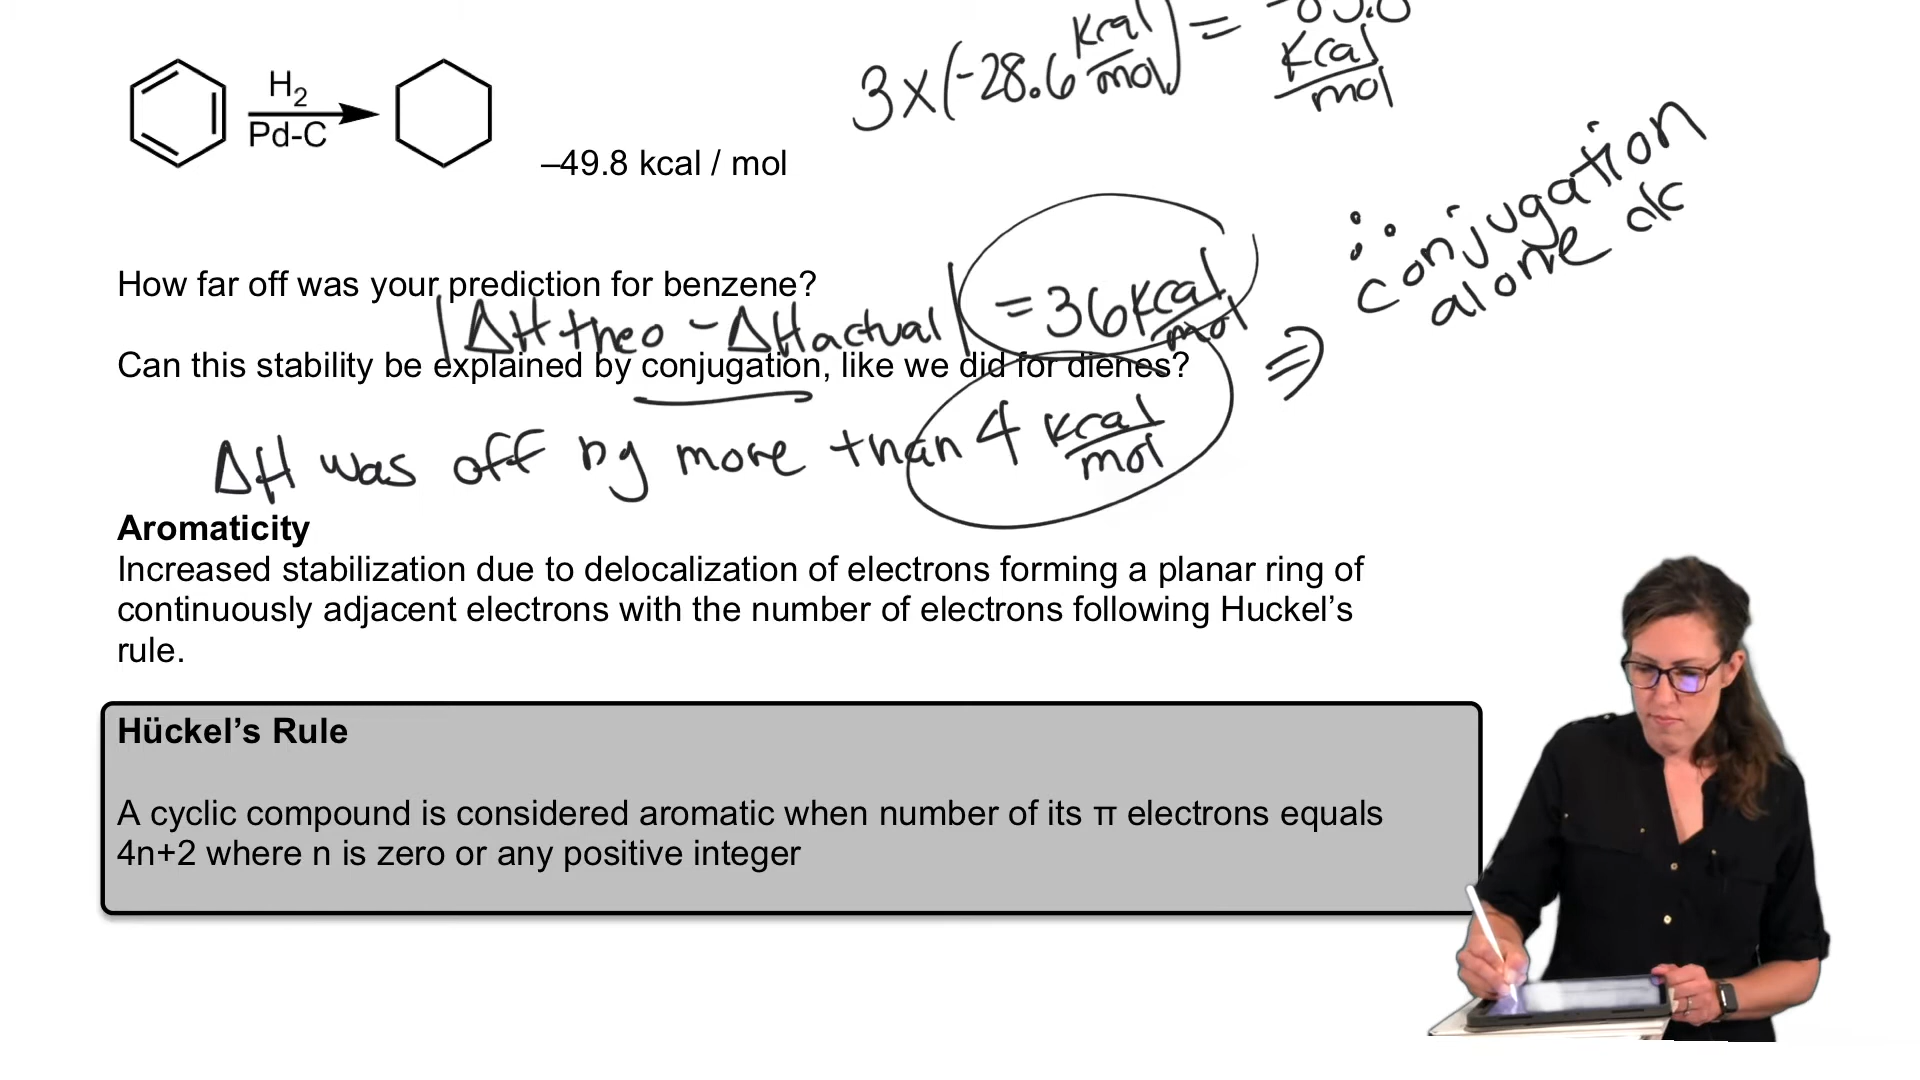 3x(-28.6 kcal/mol) =
kcal/mol
H2
Pd-C
–49.8 kcal / mol
∴ conjugation
alone
How far off was your prediction for benzene?
|ΔH theo - ΔH actual| = 36 kcal/mol
Can this stability be explained by conjugation, like we did for dienes? ⇒
ΔH was off by more than 4 kcal/mol
Aromaticity
Increased stabilization due to delocalization of electrons forming a planar ring of
continuously adjacent electrons with the number of electrons following Huckel’s
rule.
Hückel’s Rule
A cyclic compound is considered aromatic when number of its π electrons equals
4n+2 where n is zero or any positive integer